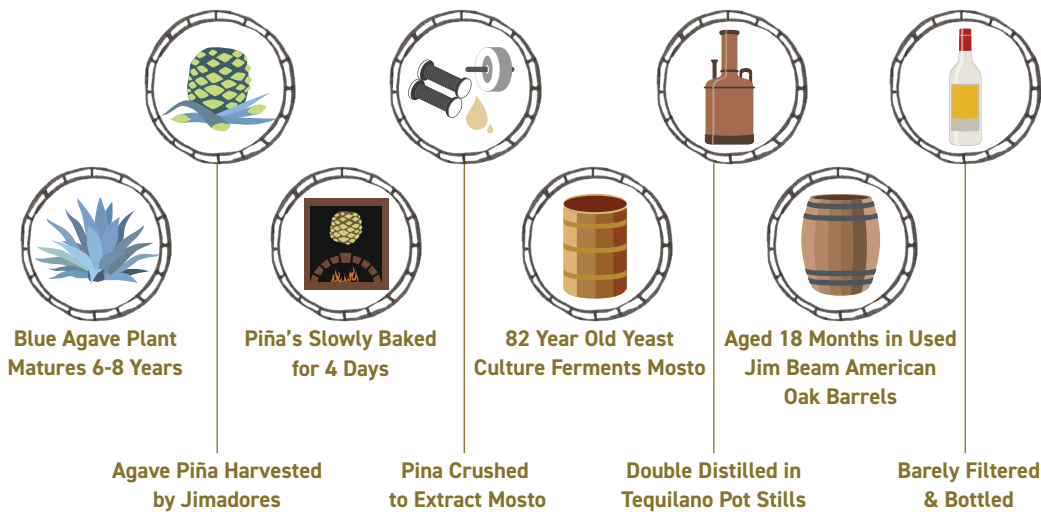 Blue Agave Plant
Matures 6-8 Years
Agave Piña Harvested
by Jimadores
Piña's Slowly Baked
for 4 Days
Pina Crushed
to Extract Mosto
82 Year Old Yeast
Culture Ferments Mosto
Double Distilled in
Tequilano Pot Stills
Aged 18 Months in Used
Jim Beam American
Oak Barrels
Barely Filtered
& Bottled